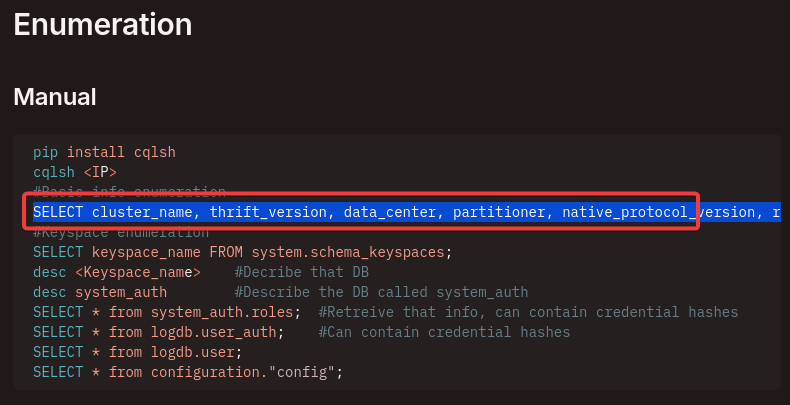 Enumeration
Manual
pip install cqlsh
cqlsh <IP>
#Basic info enumeration
SELECT cluster_name, thrift_version, data_center, partitioner, native_protocol_version, r
#Keyspace enumeration
SELECT keyspace_name FROM system.schema_keyspaces;
desc <Keyspace_name>    #Decribe that DB
desc system_auth        #Describe the DB called system_auth
SELECT * from system_auth.roles;  #Retreive that info, can contain credential hashes
SELECT * from logdb.user_auth;    #Can contain credential hashes
SELECT * from logdb.user;
SELECT * from configuration."config";